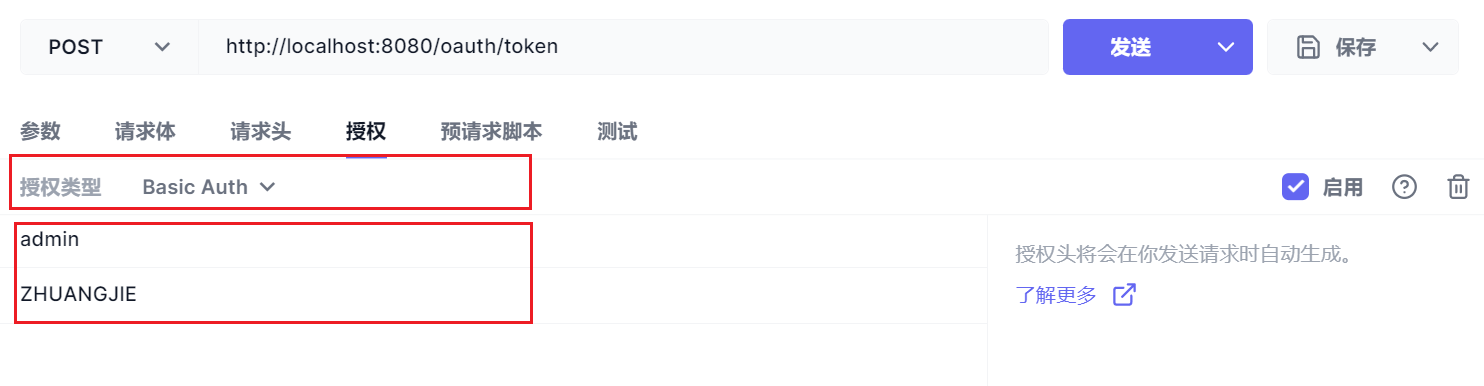 POST http://localhost:8080/oauth/token 发送 保存
参数 请求体 请求头 授权 预请求脚本 测试
授权类型 Basic Auth 启用
admin
ZHUANGJIE
授权头将会在你发送请求时自动生成。
了解更多